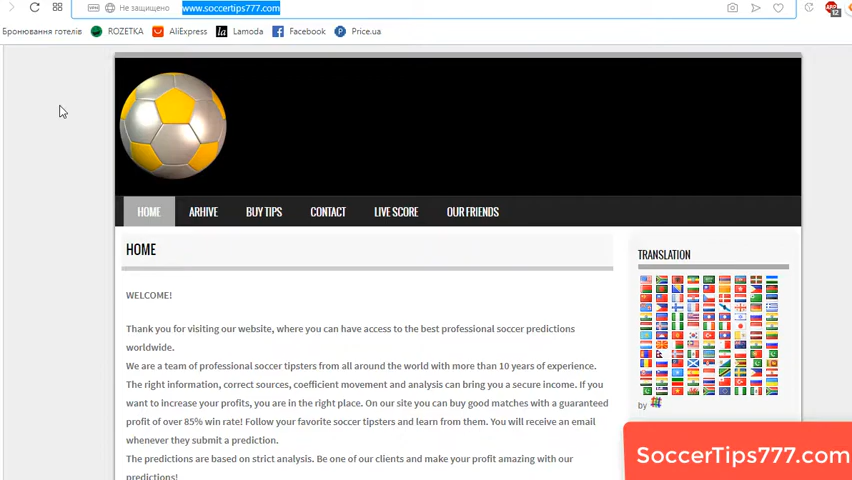 VPN Не защищено www.soccertips777.com
Бронювання готелів ROZETKA AliExpress la Lamoda Facebook P Price.ua
HOME ARHIVE BUY TIPS CONTACT LIVE SCORE OUR FRIENDS
HOME
TRANSLATION
WELCOME!
Thank you for visiting our website, where you can have access to the best professional soccer predictions
worldwide.
We are a team of professional soccer tipsters from all around the world with more than 10 years of experience.
The right information, correct sources, coefficient movement and analysis can bring you a secure income. If you
want to increase your profits, you are in the right place. On our site you can buy good matches with a guaranteed
profit of over 85% win rate! Follow your favorite soccer tipsters and learn from them. You will receive an email
whenever they submit a prediction.
The predictions are based on strict analysis. Be one of our clients and make your profit amazing with our
predictions!
by
SoccerTips777.com